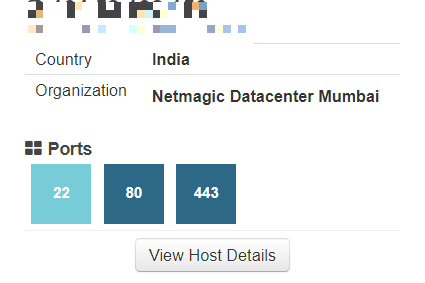 Country India
Organization Netmagic Datacenter Mumbai
Ports
22 80 443
View Host Details